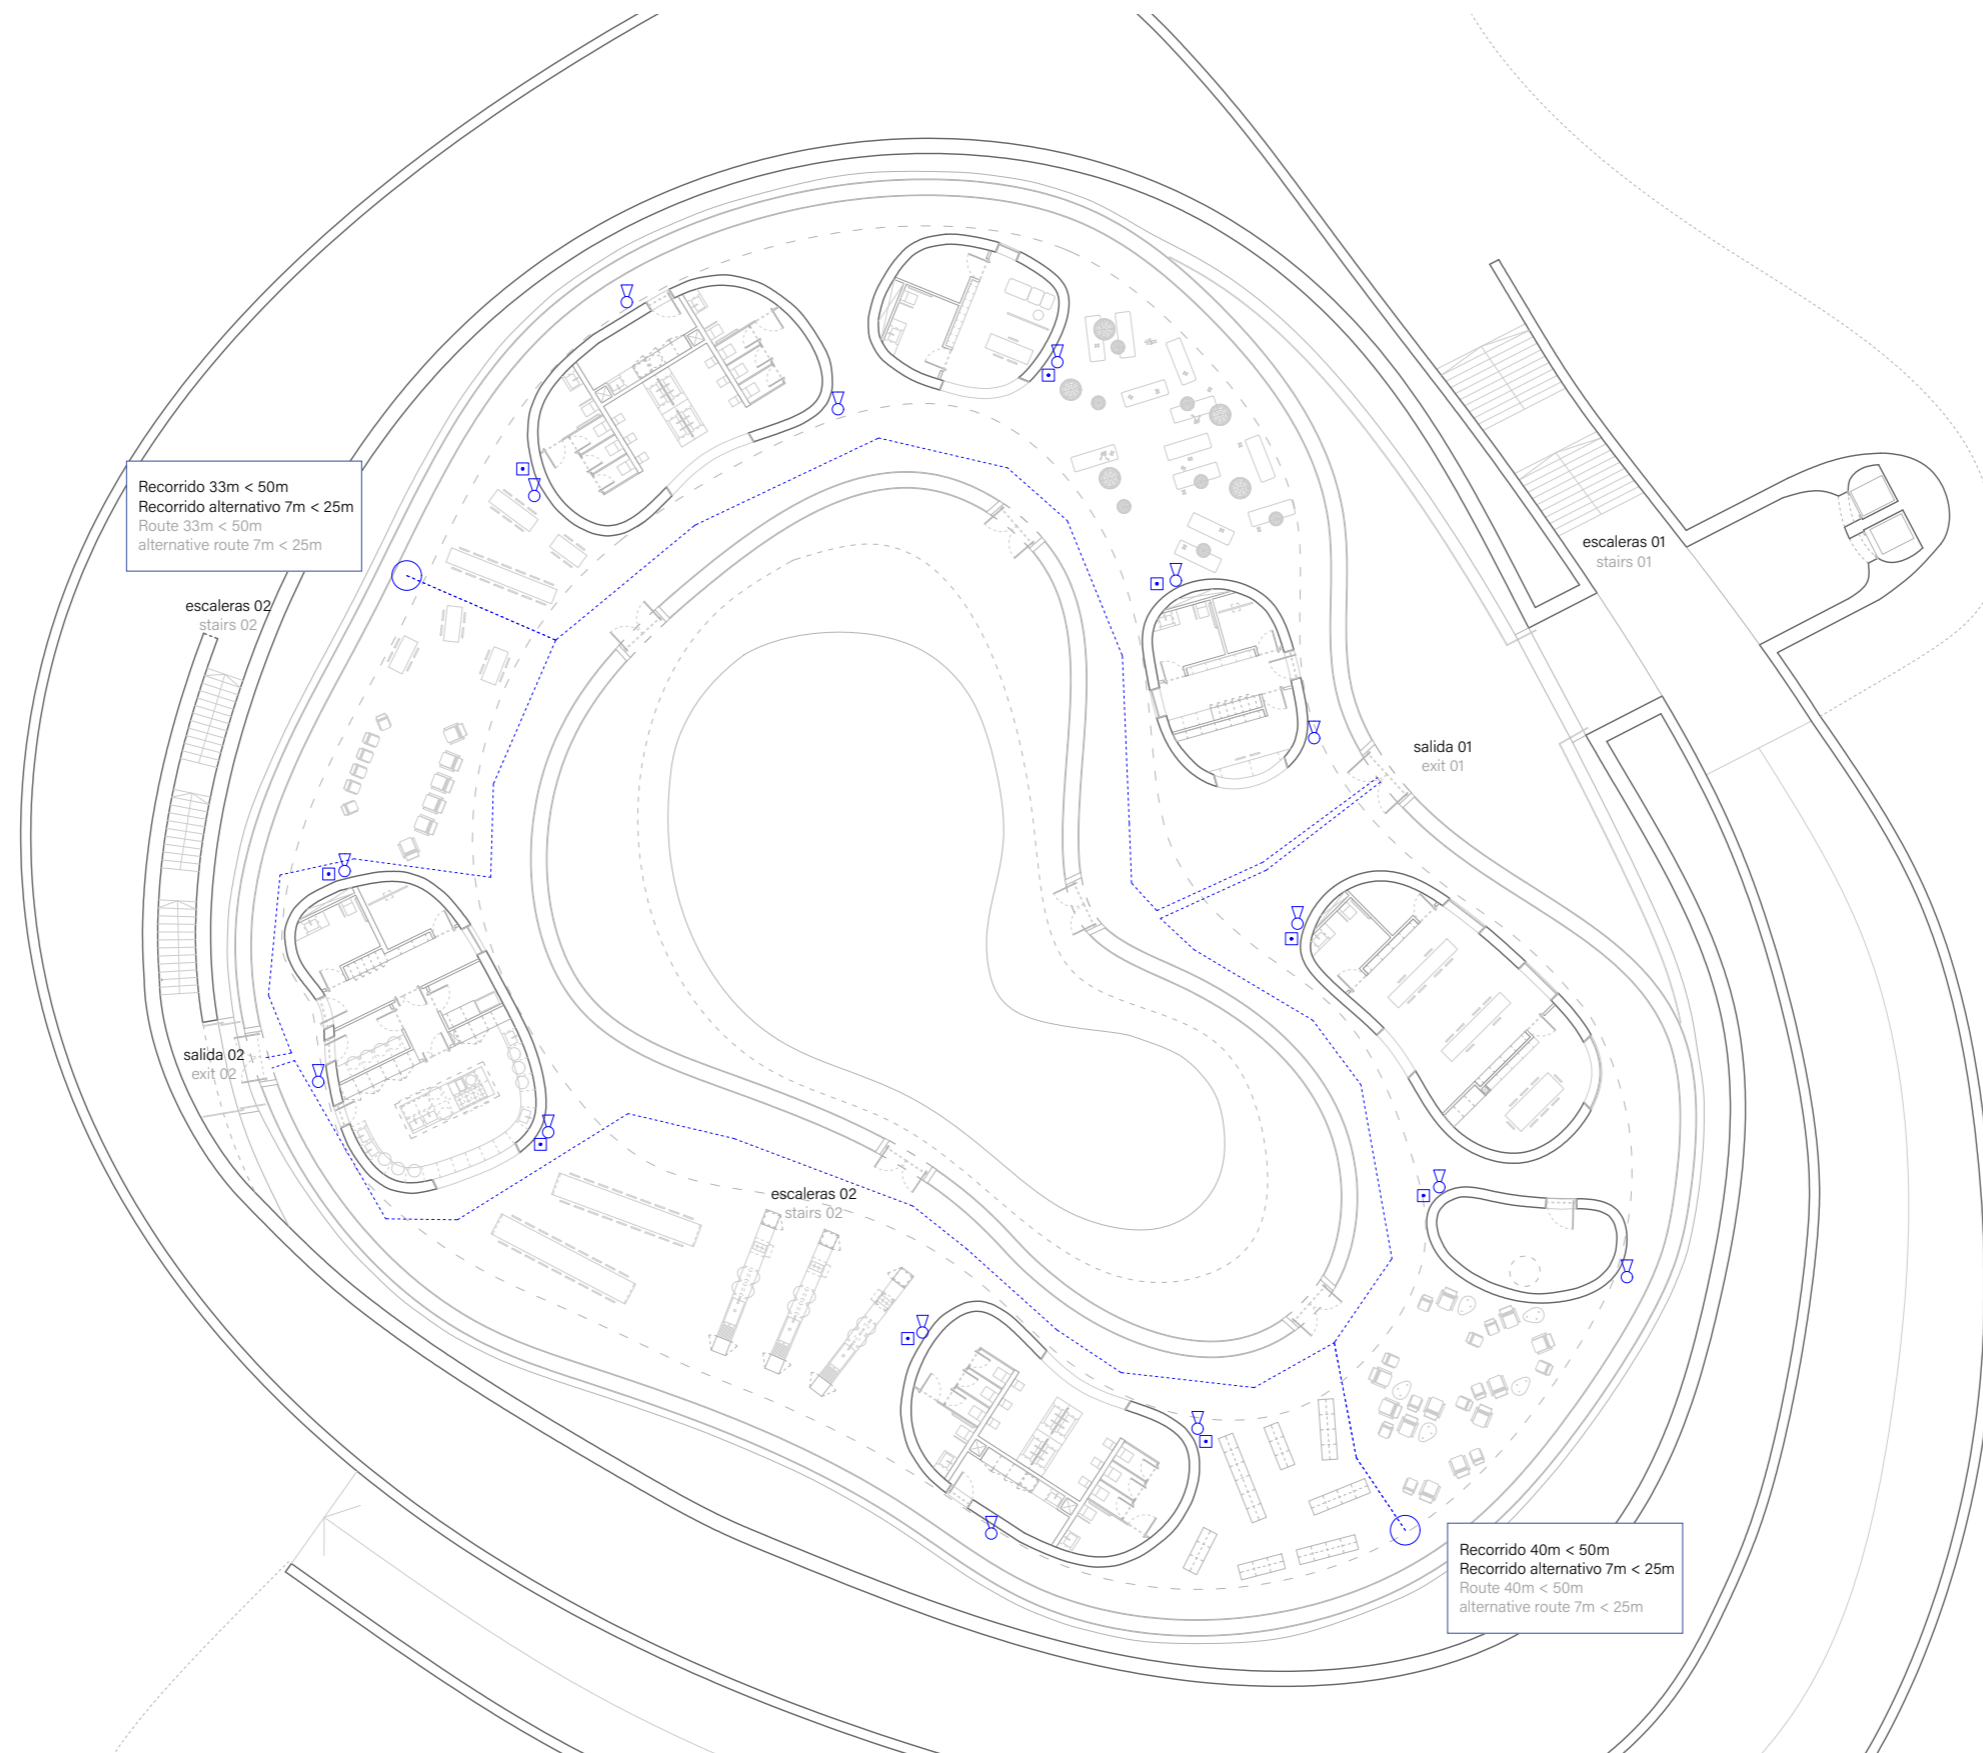 Recorrido 33m < 50m
Recorrido alternativo 7m < 25m
Route 33m < 50m
alternative route 7m < 25m
escaleras 01
stairs 01
escaleras 02
stairs 02
salida 01
exit 01
salida 02
exit 02
escaleras 02
stairs 02
Recorrido 40m < 50m
Recorrido alternativo 7m < 25m
Route 40m < 50m
alternative route 7m < 25m